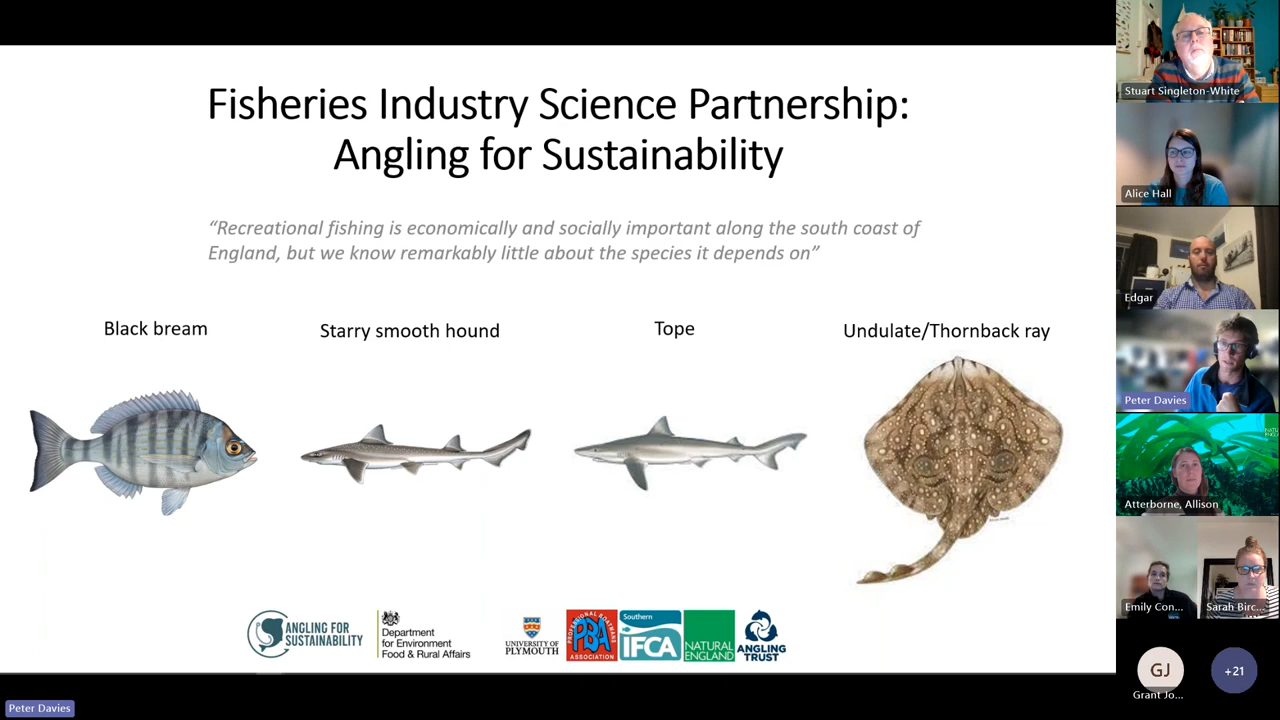 Fisheries Industry Science Partnership:
Angling for Sustainability
“Recreational fishing is economically and socially important along the south coast of
England, but we know remarkably little about the species it depends on”
Black bream
Starry smooth hound
Tope
Undulate/Thornback ray
ANGLING FOR
SUSTAINABILITY
Department
for Environment
Food & Rural Affairs
UNIVERSITY OF
PLYMOUTH
PROFESSIONAL BOATMANS
PBA
ASSOCIATION
Southern
IFCA
NATURAL
ENGLAND
ANGLING
TRUST
Stuart Singleton-White
Alice Hall
Edgar
Peter Davies
Atterborne, Allison
Emily Con...
Sarah Birc...
GJ
Grant Jo...
+21
Peter Davies